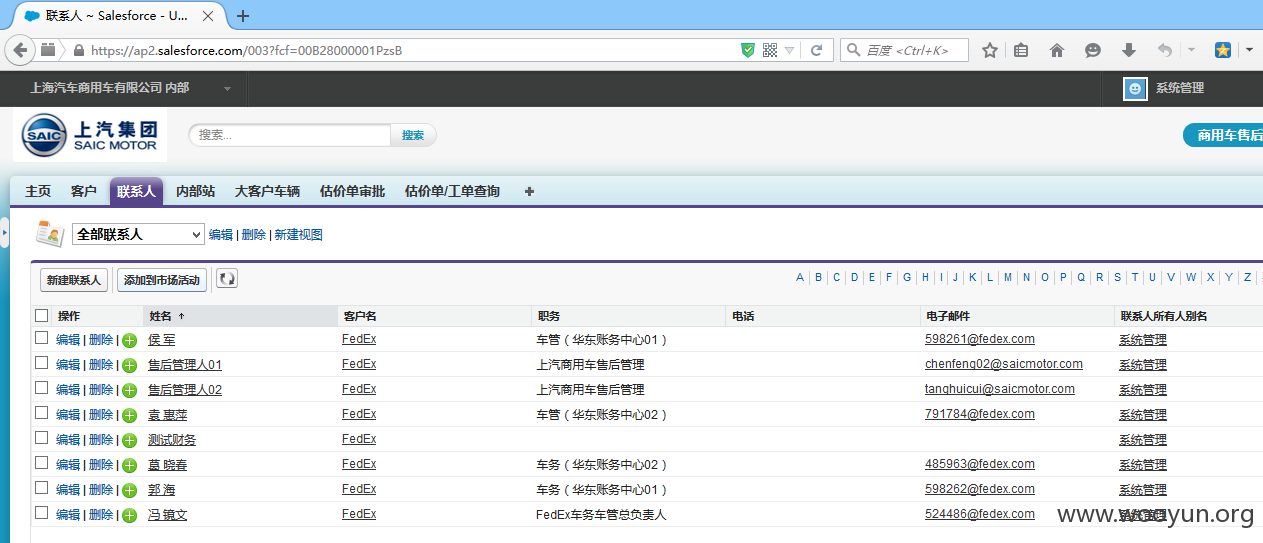 联系人 ~ Salesforce - U...
https://ap2.salesforce.com/003?fcf=00B28000001PzsB
百度 <Ctrl+K>
上海汽车商用车有限公司 内部
系统管理
SAIC 上汽集团
SAIC MOTOR
搜索...
搜索
商用车售后
主页 客户 联系人 内部站 大客户车辆 估价单审批 估价单/工单查询
全部联系人 编辑 | 删除 | 新建视图
新建联系人 添加到市场活动 A B C D E F G H I J K L M N O P Q R S T U V W X Y Z
操作 姓名 客户名 职务 电话 电子邮件 联系人所有人别名
编辑 | 删除 | 侯 军 FedEx 车管（华东账务中心01） 598261@fedex.com 系统管理
编辑 | 删除 | 售后管理人01 FedEx 上汽商用车售后管理 chenfeng02@saicmotor.com 系统管理
编辑 | 删除 | 售后管理人02 FedEx 上汽商用车售后管理 tanghuicui@saicmotor.com 系统管理
编辑 | 删除 | 袁 惠萍 FedEx 车管（华东账务中心02） 791784@fedex.com 系统管理
编辑 | 删除 | 测试财务 FedEx 系统管理
编辑 | 删除 | 葛 晓春 FedEx 车务（华东账务中心02） 485963@fedex.com 系统管理
编辑 | 删除 | 郭 海 FedEx 车务（华东账务中心01） 598262@fedex.com 系统管理
编辑 | 删除 | 冯 镜文 FedEx FedEx车务车管总负责人 524486@fedex.com 系统管理
www.wooyun.org